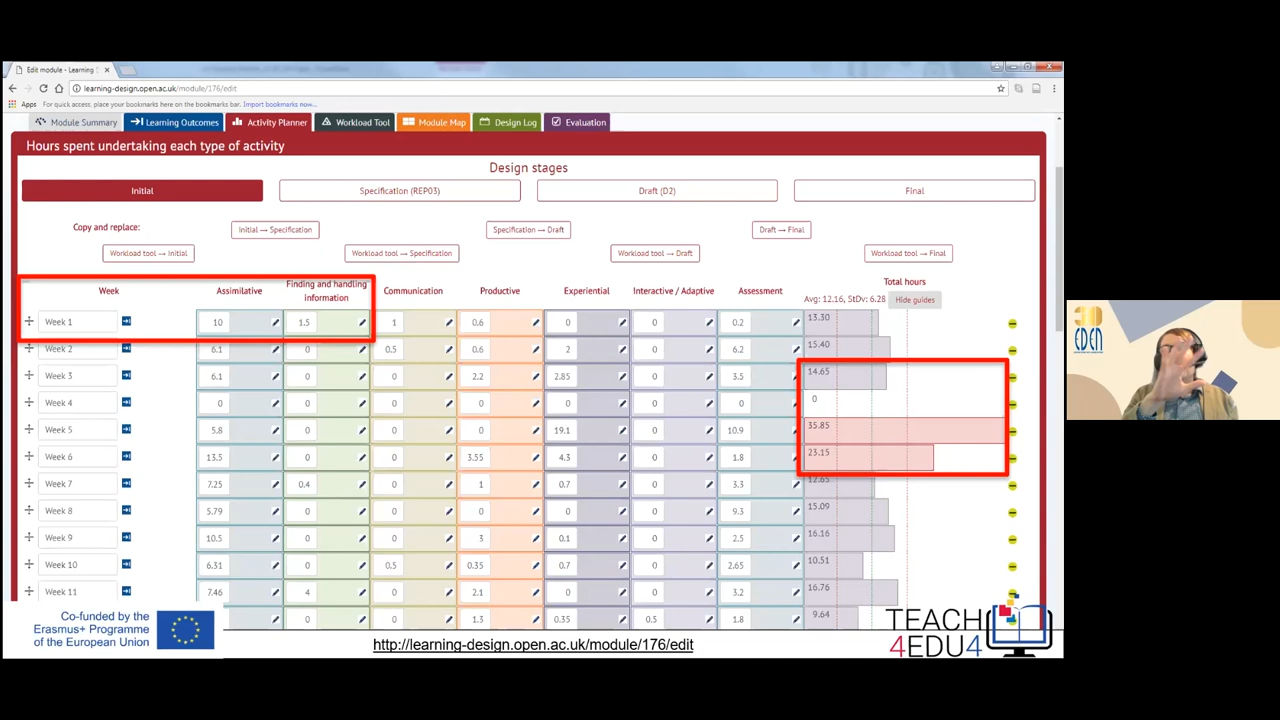 Edit module - Learning
learning-design.open.ac.uk/module/176/edit
Apps For quick access, place your bookmarks here on the bookmarks bar. Import bookmarks now...
Module Summary Learning Outcomes Activity Planner Workload Tool Module Map Design Log Evaluation
Hours spent undertaking each type of activity
Design stages
Initial Specification (REP03) Draft (D2) Final
Copy and replace: Initial → Specification Specification → Draft Draft → Final
Workload tool → Initial Workload tool → Specification Workload tool → Draft Workload tool → Final
Week Assimilative Finding and handling information Communication Productive Experiential Interactive / Adaptive Assessment Total hours
Avg: 12.16, StDv: 6.28 Hide guides
Week 1 10 1.5 1 0.6 0 0 0.2 13.30
Week 2 6.1 0 0.5 0.6 2 0 6.2 15.40
Week 3 6.1 0 0 2.2 2.85 0 3.5 14.65
Week 4 0 0 0 0 0 0 0 0
Week 5 5.8 0 0 0 19.1 0 10.9 35.85
Week 6 13.5 0 0 3.55 4.3 0 1.8 23.15
Week 7 7.25 0.4 0 1 0.7 0 3.3 12.65
Week 8 5.79 0 0 0 0 0 9.3 15.09
Week 9 10.5 0 0 3 0.1 0 2.5 16.16
Week 10 6.31 0 0.5 0.35 0.7 0 2.65 10.51
Week 11 7.46 4 0 2.1 0 0 3.2 16.76
0 0 1.3 0.35 0.5 1.8 9.64
Co-funded by the
Erasmus+ Programme
of the European Union
http://learning-design.open.ac.uk/module/176/edit
TEACH
4EDU4
EDEN